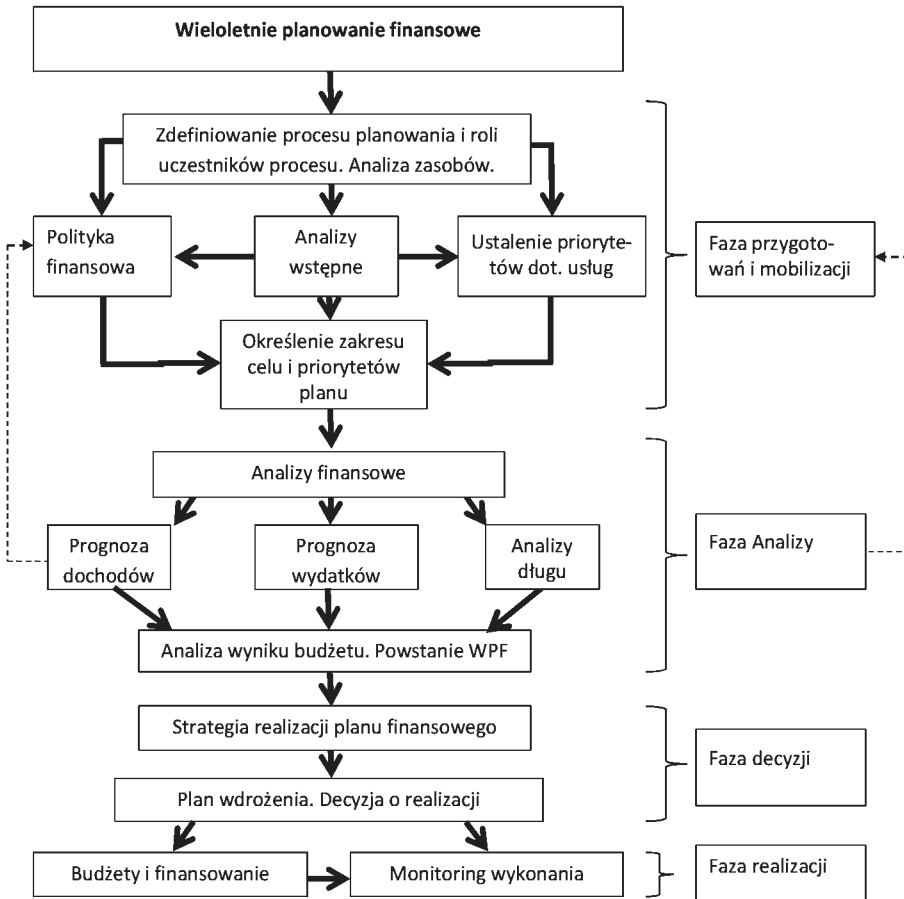 Wieloletnie planowanie finansowe
Zdefiniowanie procesu planowania i roli
uczestników procesu. Analiza zasobów.
Polityka
finansowa
Analizy
wstępne
Ustalenie prioryte-
tów dot. usług
Faza przygoto-
wań i mobilizacji
Określenie zakresu
celu i priorytetów
planu
Analizy finansowe
Prognoza
dochodów
Prognoza
wydatków
Analizy
długu
Faza Analizy
Analiza wyniku budżetu. Powstanie WPF
Strategia realizacji planu finansowego
Faza decyzji
Plan wdrożenia. Decyzja o realizacji
Budżety i finansowanie
Monitoring wykonania
Faza realizacji